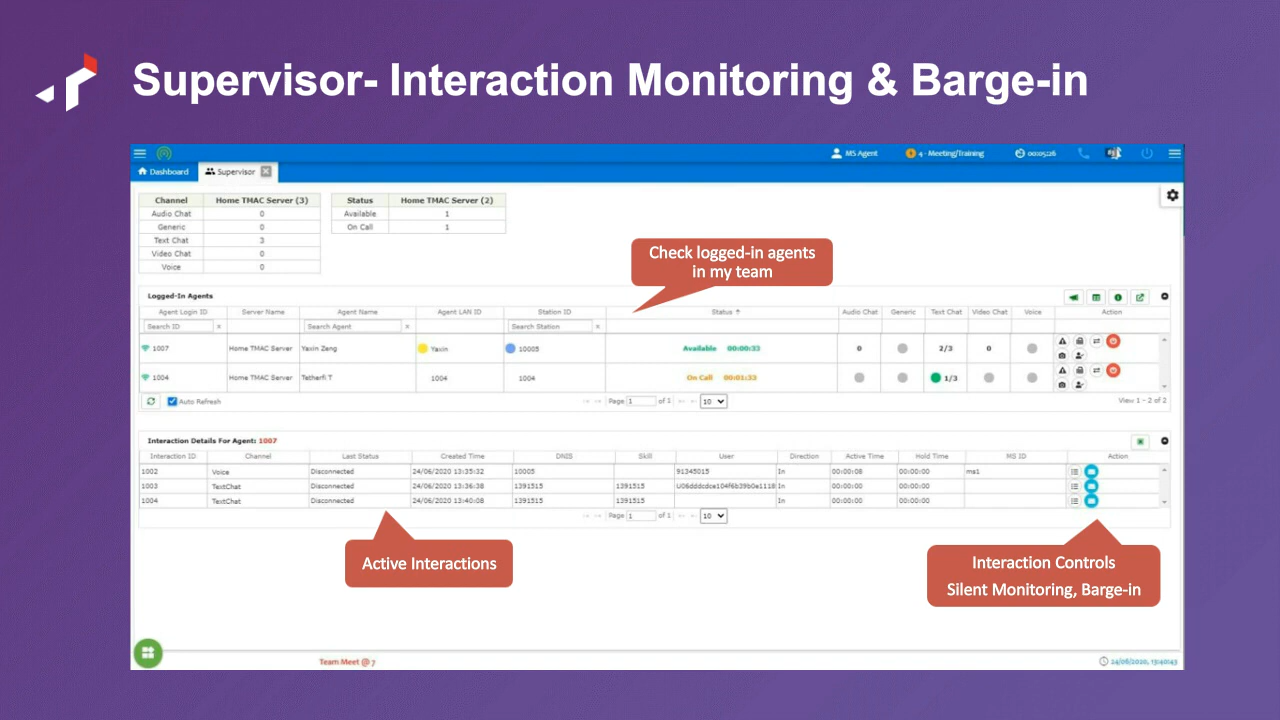 Supervisor- Interaction Monitoring & Barge-in
MS Agent
4 - Meeting/Training
00:05:26
Dashboard
Supervisor
Channel Home TMAC Server (3)
Audio Chat 0
Generic 0
Text Chat 3
Video Chat 0
Voice 0
Status Home TMAC Server (2)
Available 1
On Call 1
Check logged-in agents
in my team
Logged-In Agents
Agent Login ID Server Name Agent Name Agent LAN ID Station ID Status ↑ Audio Chat Generic Text Chat Video Chat Voice Action
Search ID x Search Agent x Search Station x
1007 Home TMAC Server Yaxin Zeng Yaxin 10005 Available 00:00:33 0 2/3 0
1004 Home TMAC Server Tetherfi T 1004 1004 On Call 00:01:33 1/3
Auto Refresh Page 1 of 1 10 View 1 - 2 of 2
Interaction Details For Agent: 1007
Interaction ID Channel Last Status Created Time DNIS Skill User Direction Active Time Hold Time MS ID Action
1002 Voice Disconnected 24/06/2020 13:35:32 10005 91345015 In 00:00:08 00:00:00 ms1
1003 TextChat Disconnected 24/06/2020 13:36:38 1391515 1391515 U06dddcdce104f6b39b0e1118 In 00:00:00 00:00:00
1004 TextChat Disconnected 24/06/2020 13:40:08 1391515 1391515 In 00:00:00 00:00:00
Page 1 of 1 10
Active Interactions
Interaction Controls
Silent Monitoring, Barge-in
Team Meet @ 7
24/06/2020, 13:40:43